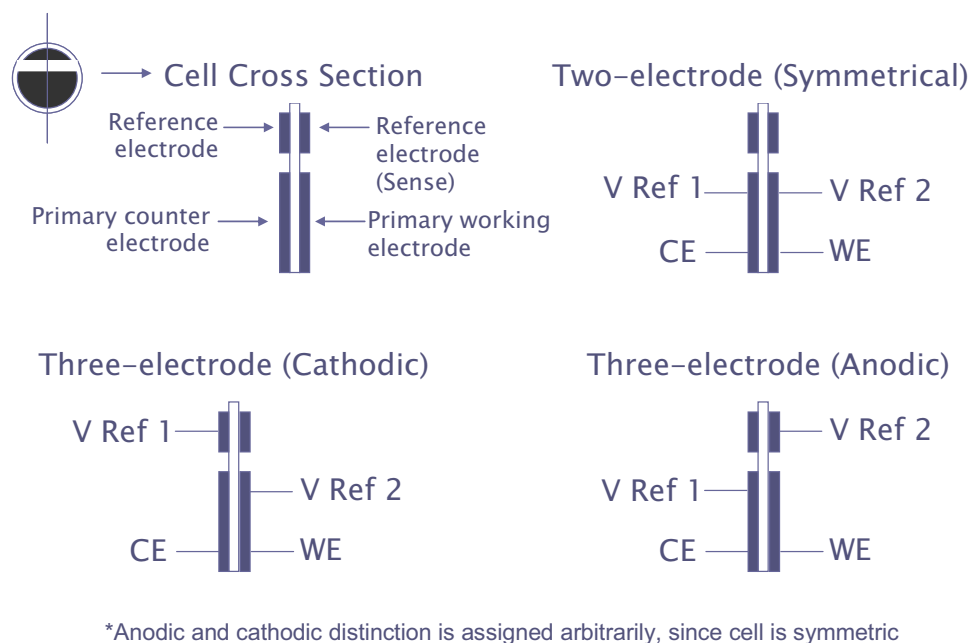 Cell Cross Section
Reference
electrode
Reference
electrode
(Sense)
Primary counter
electrode
Primary working
electrode
Two–electrode (Symmetrical)
V Ref 1
V Ref 2
CE
WE
Three–electrode (Cathodic)
V Ref 1
V Ref 2
CE
WE
Three–electrode (Anodic)
V Ref 2
V Ref 1
CE
WE
*Anodic and cathodic distinction is assigned arbitrarily, since cell is symmetric